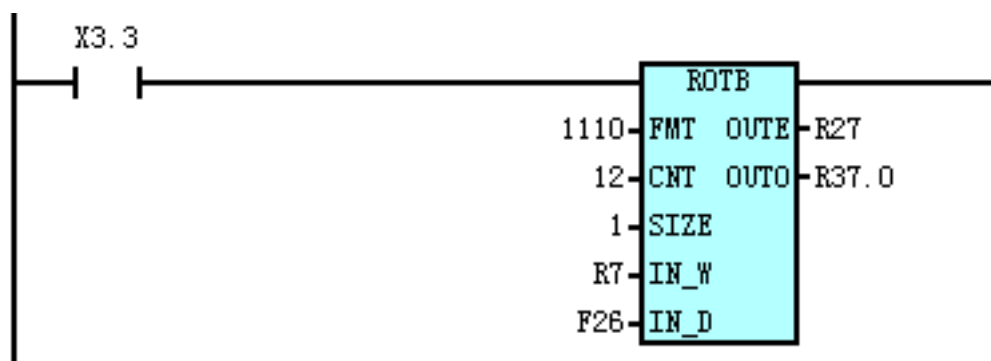 X3.3
ROTB
1110 FMT OUTE R27
12 CNT OUTO R37.0
1 SIZE
R7 IN_W
F26 IN_D